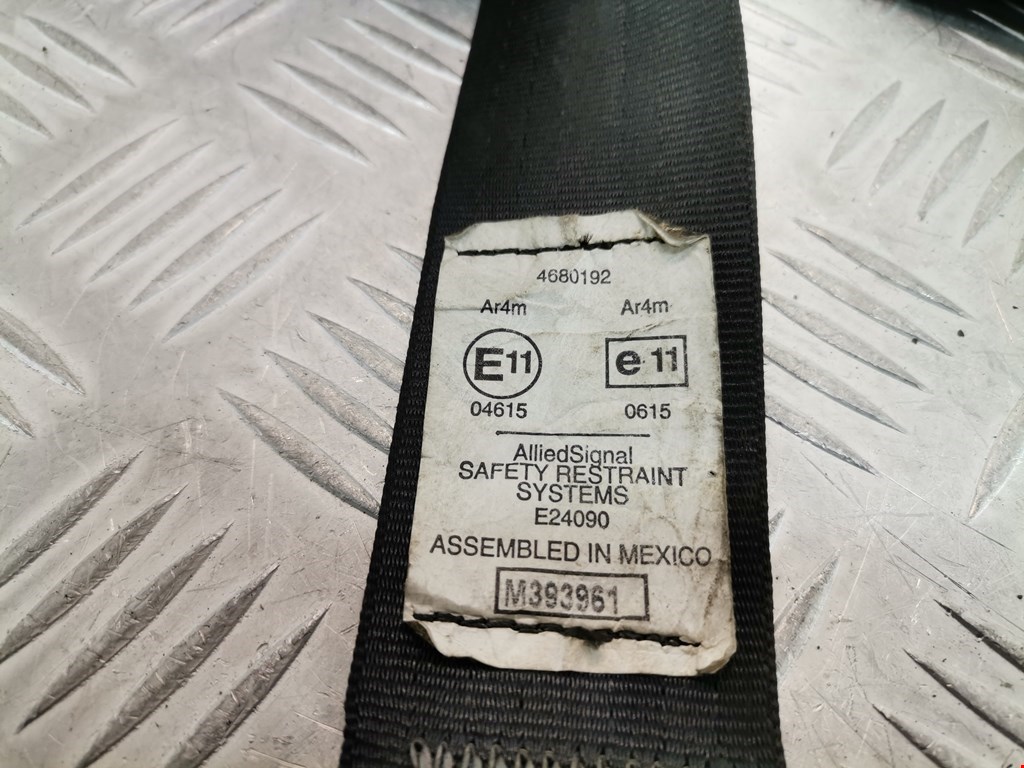 4680192
Ar4m Ar4m
E11 e11
04615 0615
AlliedSignal
SAFETY RESTRAINT
SYSTEMS
E24090
ASSEMBLED IN MEXICO
M393961